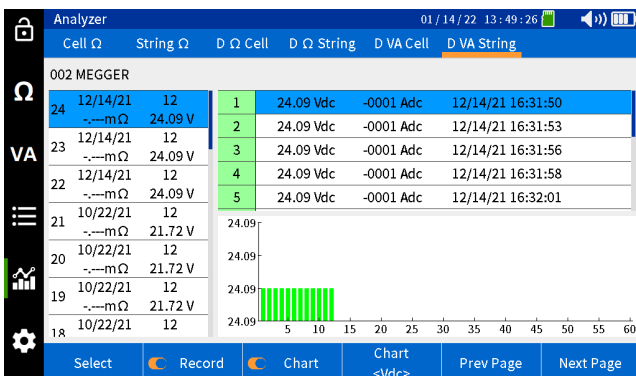 Analyzer 01/14/22 13:49:26
Cell Ω String Ω D Ω Cell D Ω String D VA Cell D VA String
002 MEGGER
Ω
VA
24 12/14/21 12
-.---mΩ 24.09 V
23 12/14/21 12
-.---mΩ 24.09 V
22 12/14/21 12
-.---mΩ 24.09 V
21 10/22/21 12
-.---mΩ 21.72 V
20 10/22/21 12
-.---mΩ 21.72 V
19 10/22/21 12
-.---mΩ 21.72 V
18 10/22/21 12
1 24.09 Vdc -0001 Adc 12/14/21 16:31:50
2 24.09 Vdc -0001 Adc 12/14/21 16:31:53
3 24.09 Vdc -0001 Adc 12/14/21 16:31:56
4 24.09 Vdc -0001 Adc 12/14/21 16:31:58
5 24.09 Vdc -0001 Adc 12/14/21 16:32:01
24.09
24.09
24.09
24.09
5 10 15 20 25 30 35 40 45 50 55 60
Select Record Chart Chart <Vdc> Prev Page Next Page